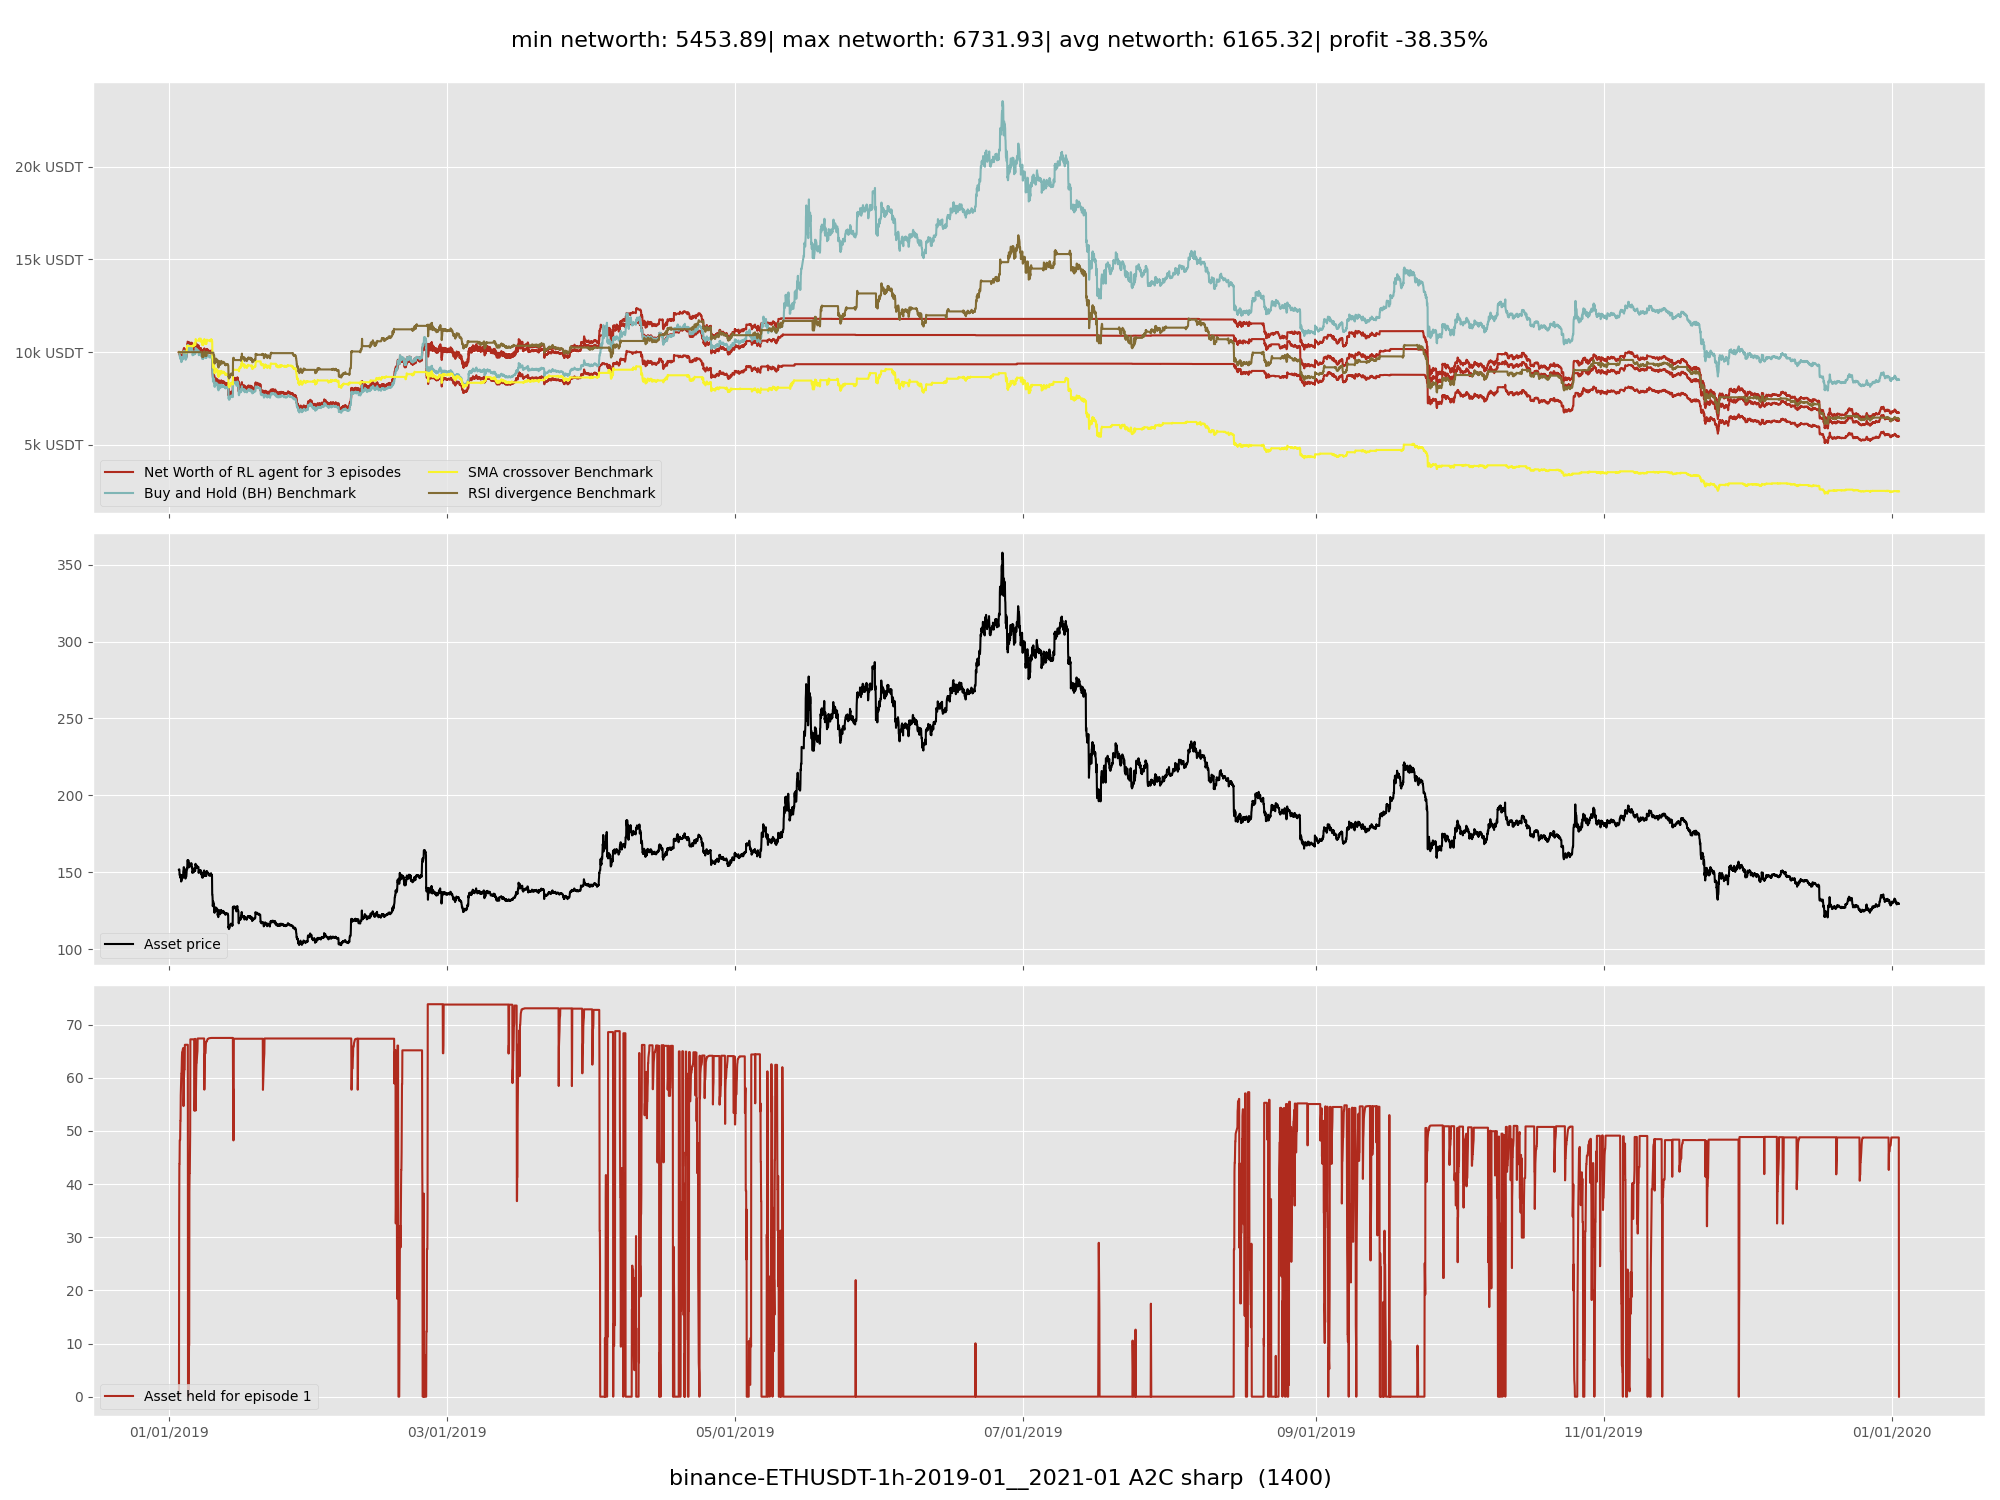 min networth: 5453.89| max networth: 6731.93| avg networth: 6165.32| profit -38.35%
20k USDT
15k USDT
10k USDT
5k USDT
Net Worth of RL agent for 3 episodes
Buy and Hold (BH) Benchmark
SMA crossover Benchmark
RSI divergence Benchmark
350
300
250
200
150
100
Asset price
70
60
50
40
30
20
10
0
Asset held for episode 1
01/01/2019
03/01/2019
05/01/2019
07/01/2019
09/01/2019
11/01/2019
01/01/2020
binance-ETHUSDT-1h-2019-01__2021-01 A2C sharp (1400)